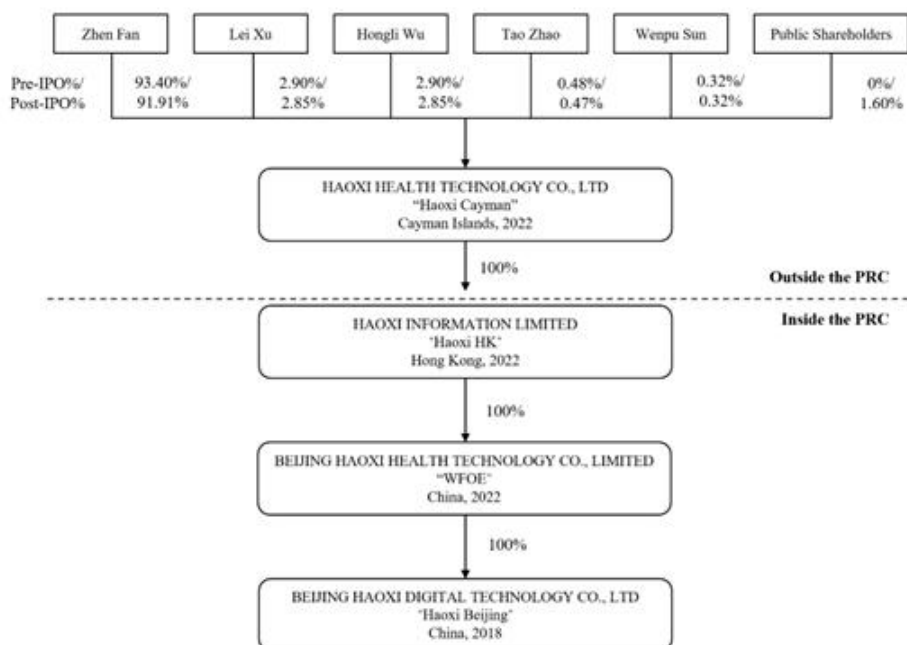 Zhen Fan
Lei Xu
Hongli Wu
Tao Zhao
Wenpu Sun
Public Shareholders
Pre-IPO%/
Post-IPO%
93.40%/
91.91%
2.90%/
2.85%
2.90%/
2.85%
0.48%/
0.47%
0.32%/
0.32%
0%/
1.60%
HAOXI HEALTH TECHNOLOGY CO., LTD
“Haoxi Cayman”
Cayman Islands, 2022
100%
Outside the PRC
Inside the PRC
HAOXI INFORMATION LIMITED
"Haoxi HK"
Hong Kong, 2022
100%
BEIJING HAOXI HEALTH TECHNOLOGY CO., LIMITED
“WFOE"
China, 2022
100%
BEIJING HAOXI DIGITAL TECHNOLOGY CO., LTD
"Haoxi Beijing"
China, 2018